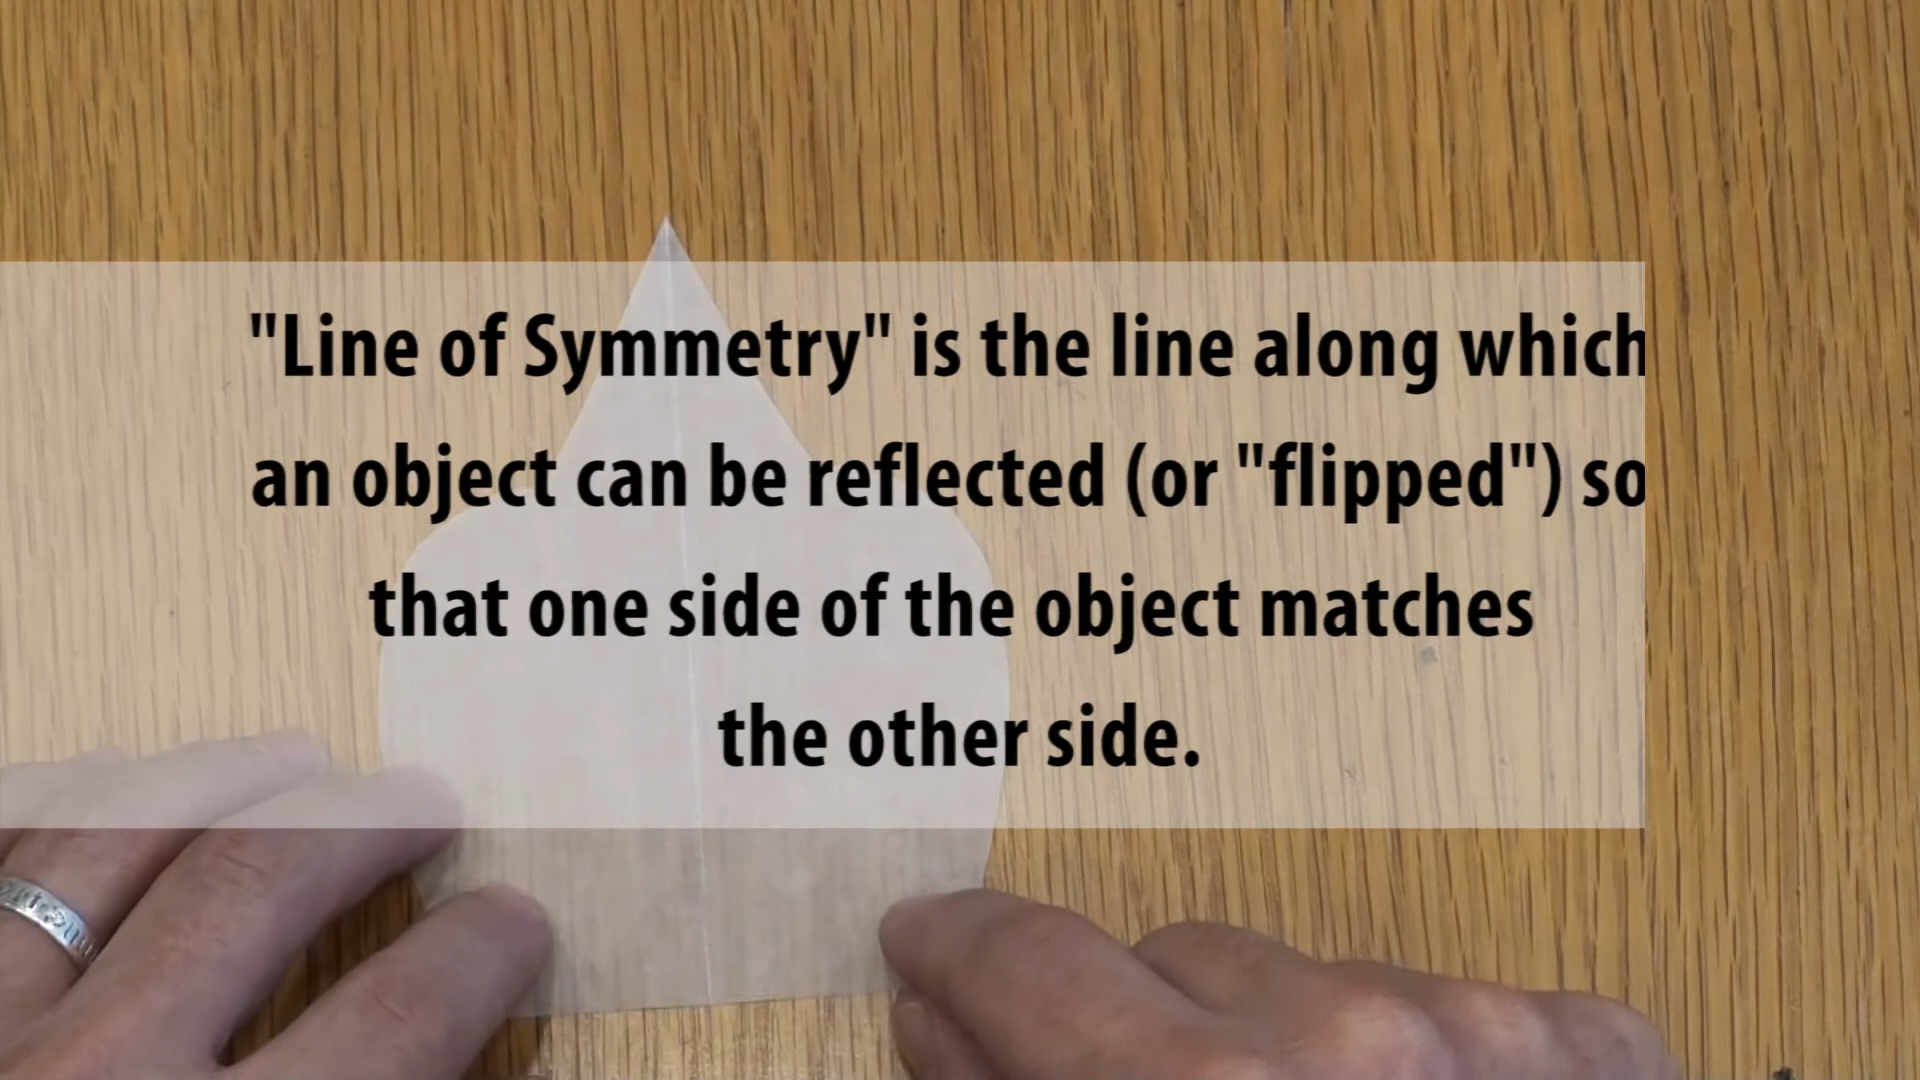 "Line of Symmetry" is the line along which
an object can be reflected (or "flipped") so
that one side of the object matches
the other side.